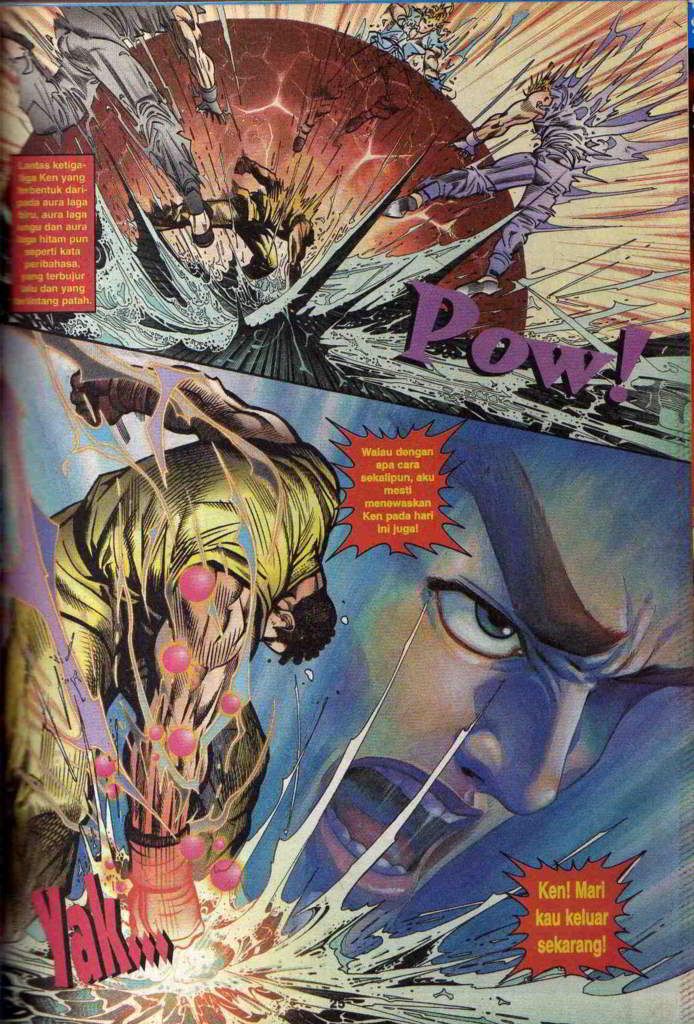 Lantas ketiga-
tiga Ken yang
terbentuk dari-
pada aura laga
biru, aura laga
ungu dan aura
laga hitam pun
seperti kata
peribahasa,
yang terbujur
lalu dan yang
terlintang patah.
Pow!
Walau dengan
apa cara
sekalipun, aku
mesti
menewaskan
Ken pada hari
ini juga!
Ken! Mari
kau keluar
sekarang!
Yak...
25